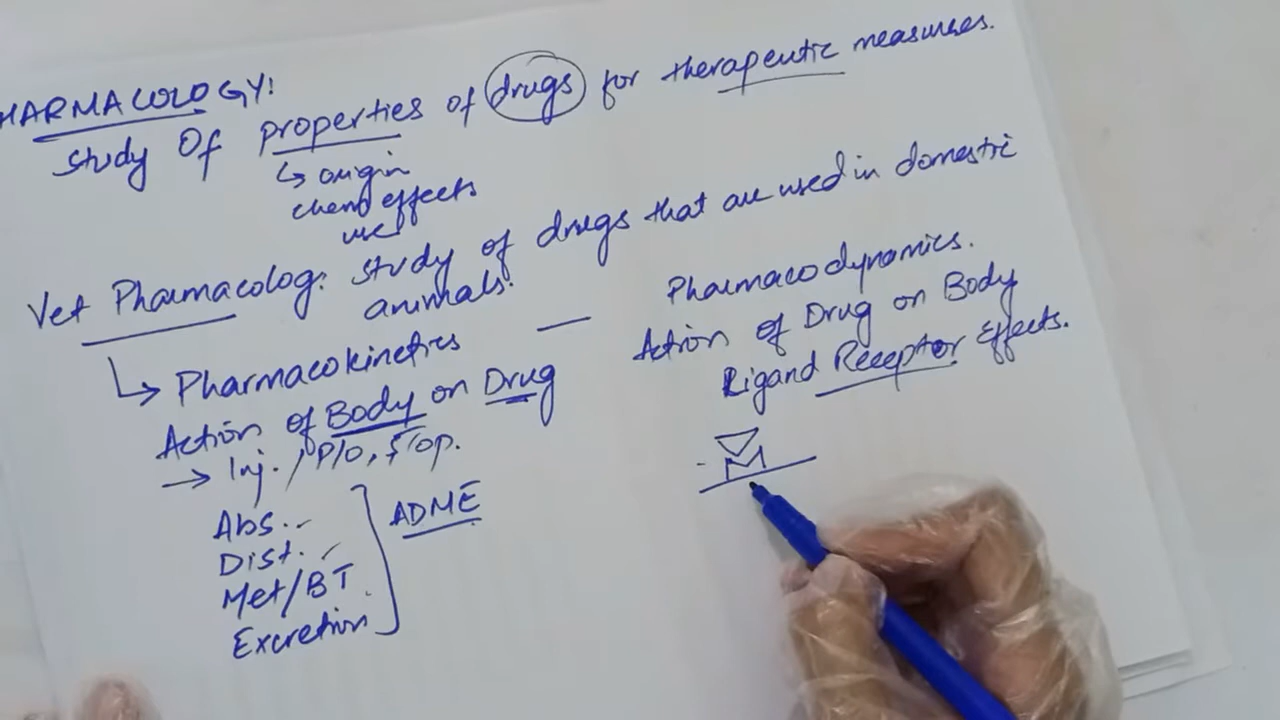 HARMACOLOGY:
Study Of properties of drugs for therapeutic measures.
↳ origin
chem effects
use
Vet Pharmacolog: study of drugs that are used in domestic
animals.
↳ Pharmacokinetics —
Action of Body on Drug
→ Inj. / P/o, top.
Abs.
Dist.
Met/BT.
Excretion
ADME
Pharmacodynamics.
Action of Drug on Body
Ligand Receptor Effects.